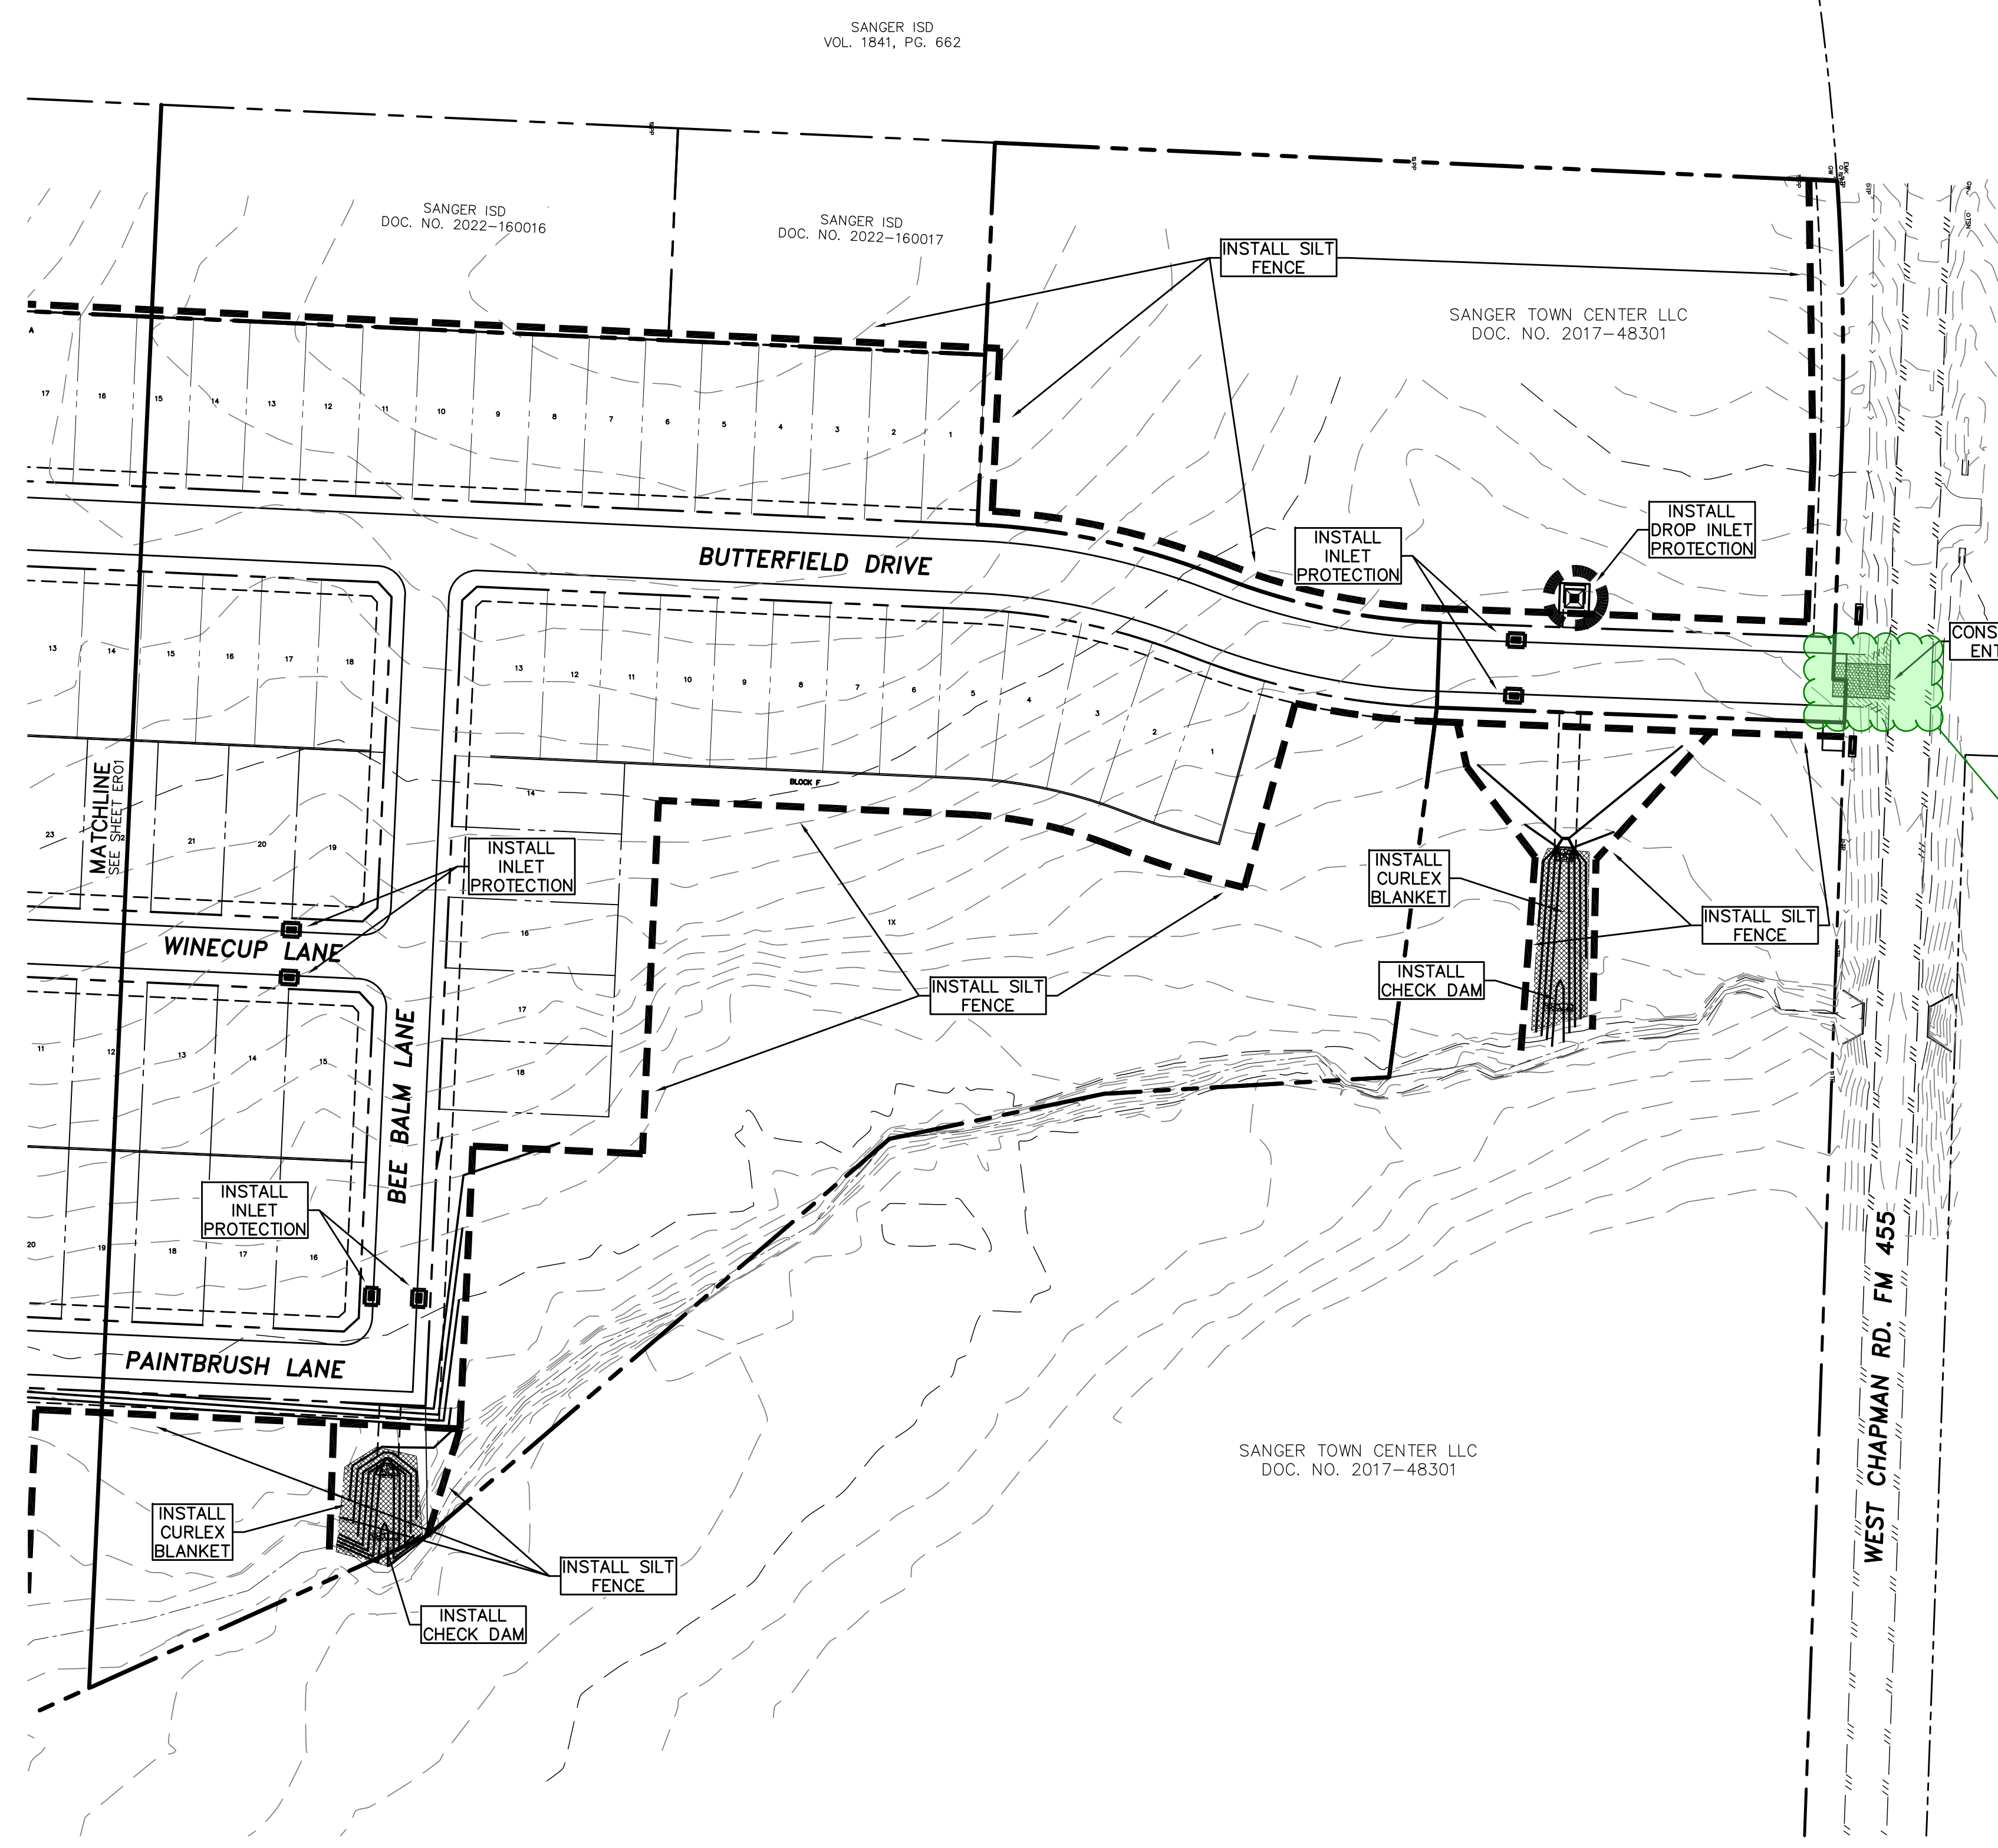 SANGER ISD
VOL. 1841, PG. 662
SANGER ISD
DOC. NO. 2022-160016
SANGER ISD
DOC. NO. 2022-160017
INSTALL SILT
FENCE
SANGER TOWN CENTER LLC
DOC. NO. 2017-48301
A
17
16
15
14
13
12
11
10
9
8
7
6
5
4
3
2
1
INSTALL
DROP INLET
PROTECTION
INSTALL
INLET
PROTECTION
BUTTERFIELD DRIVE
CONS
ENT
13
14
15
16
17
18
13
12
11
10
9
8
7
6
5
4
3
2
1
BLOCK F
14
MATCHLINE
SEE SHEET ER01
23
21
20
19
INSTALL
INLET
PROTECTION
INSTALL
CURLEX
BLANKET
INSTALL SILT
FENCE
WINECUP LANE
16
1X
INSTALL
CHECK DAM
INSTALL SILT
FENCE
17
18
BEE BALM LANE
11
12
13
14
15
INSTALL
INLET
PROTECTION
20
19
18
17
16
PAINTBRUSH LANE
WEST CHAPMAN RD. FM 455
SANGER TOWN CENTER LLC
DOC. NO. 2017-48301
INSTALL
CURLEX
BLANKET
INSTALL SILT
FENCE
INSTALL
CHECK DAM